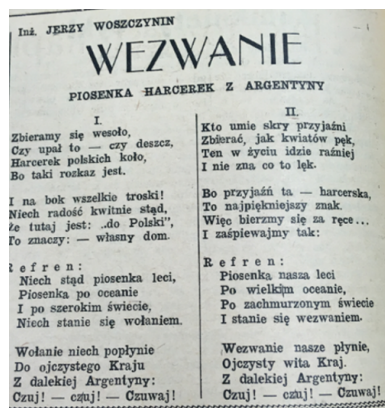 Inż. JERZY WOSZCZYNIN
WEZWANIE
PIOSENKA HARCEREK Z ARGENTYNY
I.
Zbieramy się wesoło,
Czy upał to — czy deszcz,
Harcerek polskich koło,
Bo taki rozkaz jest.
I na bok wszelkie troski!
Niech radość kwitnie stąd,
Że tutaj jest: „do Polski",
To znaczy: — własny dom.
Refren:
Niech stąd piosenka leci,
Piosenka po oceanie
I po szerokim świecie,
Niech stanie się wołaniem.
Wołanie niech popłynie
Do ojczystego Kraju
Z dalekiej Argentyny:
Czuj! — czuj! — Czuwaj!
II.
Kto umie skry przyjaźni
Zbierać, jak kwiatów pęk,
Ten w życiu idzie raźniej
I nie zna co to lęk.
Bo przyjaźń ta — harcerska,
To najpiękniejszy znak.
Więc bierzmy się za ręce...
I zaśpiewajmy tak:
Refren:
Piosenka nasza leci
Po wielkim oceanie,
Po zachmurzonym świecie
I stanie się wezwaniem.
Wezwanie nasze płynie,
Ojczysty wita Kraj.
Z dalekiej Argentyny:
Czuj! — czuj! — Czuwaj!